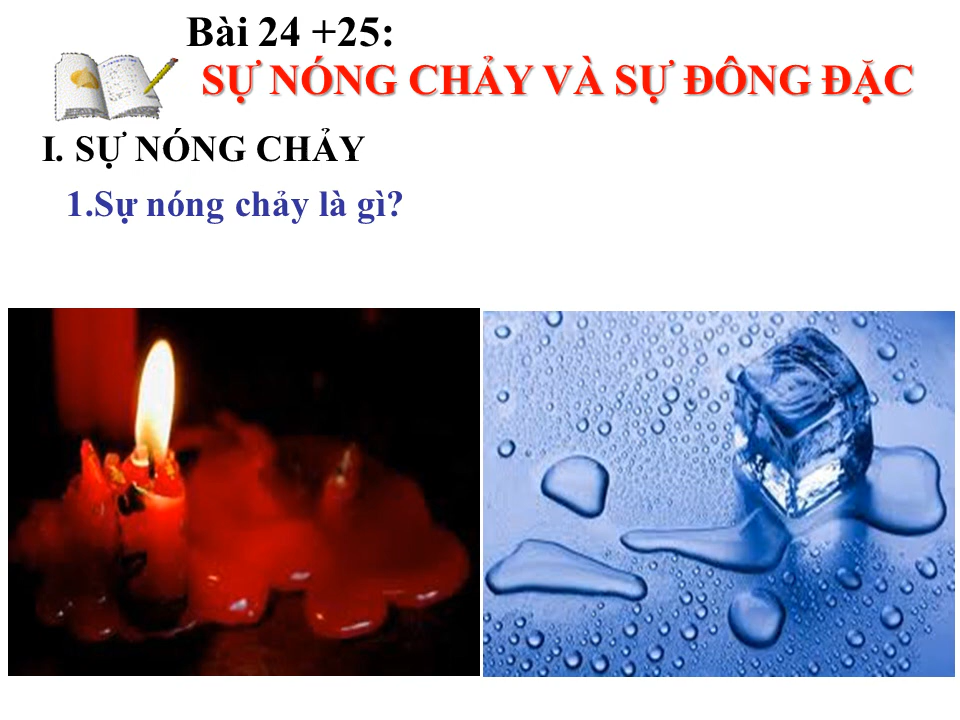 Bài 24 +25:
SỰ NÓNG CHẢY VÀ SỰ ĐÔNG ĐẶC
I. SỰ NÓNG CHẢY
1.Sự nóng chảy là gì?